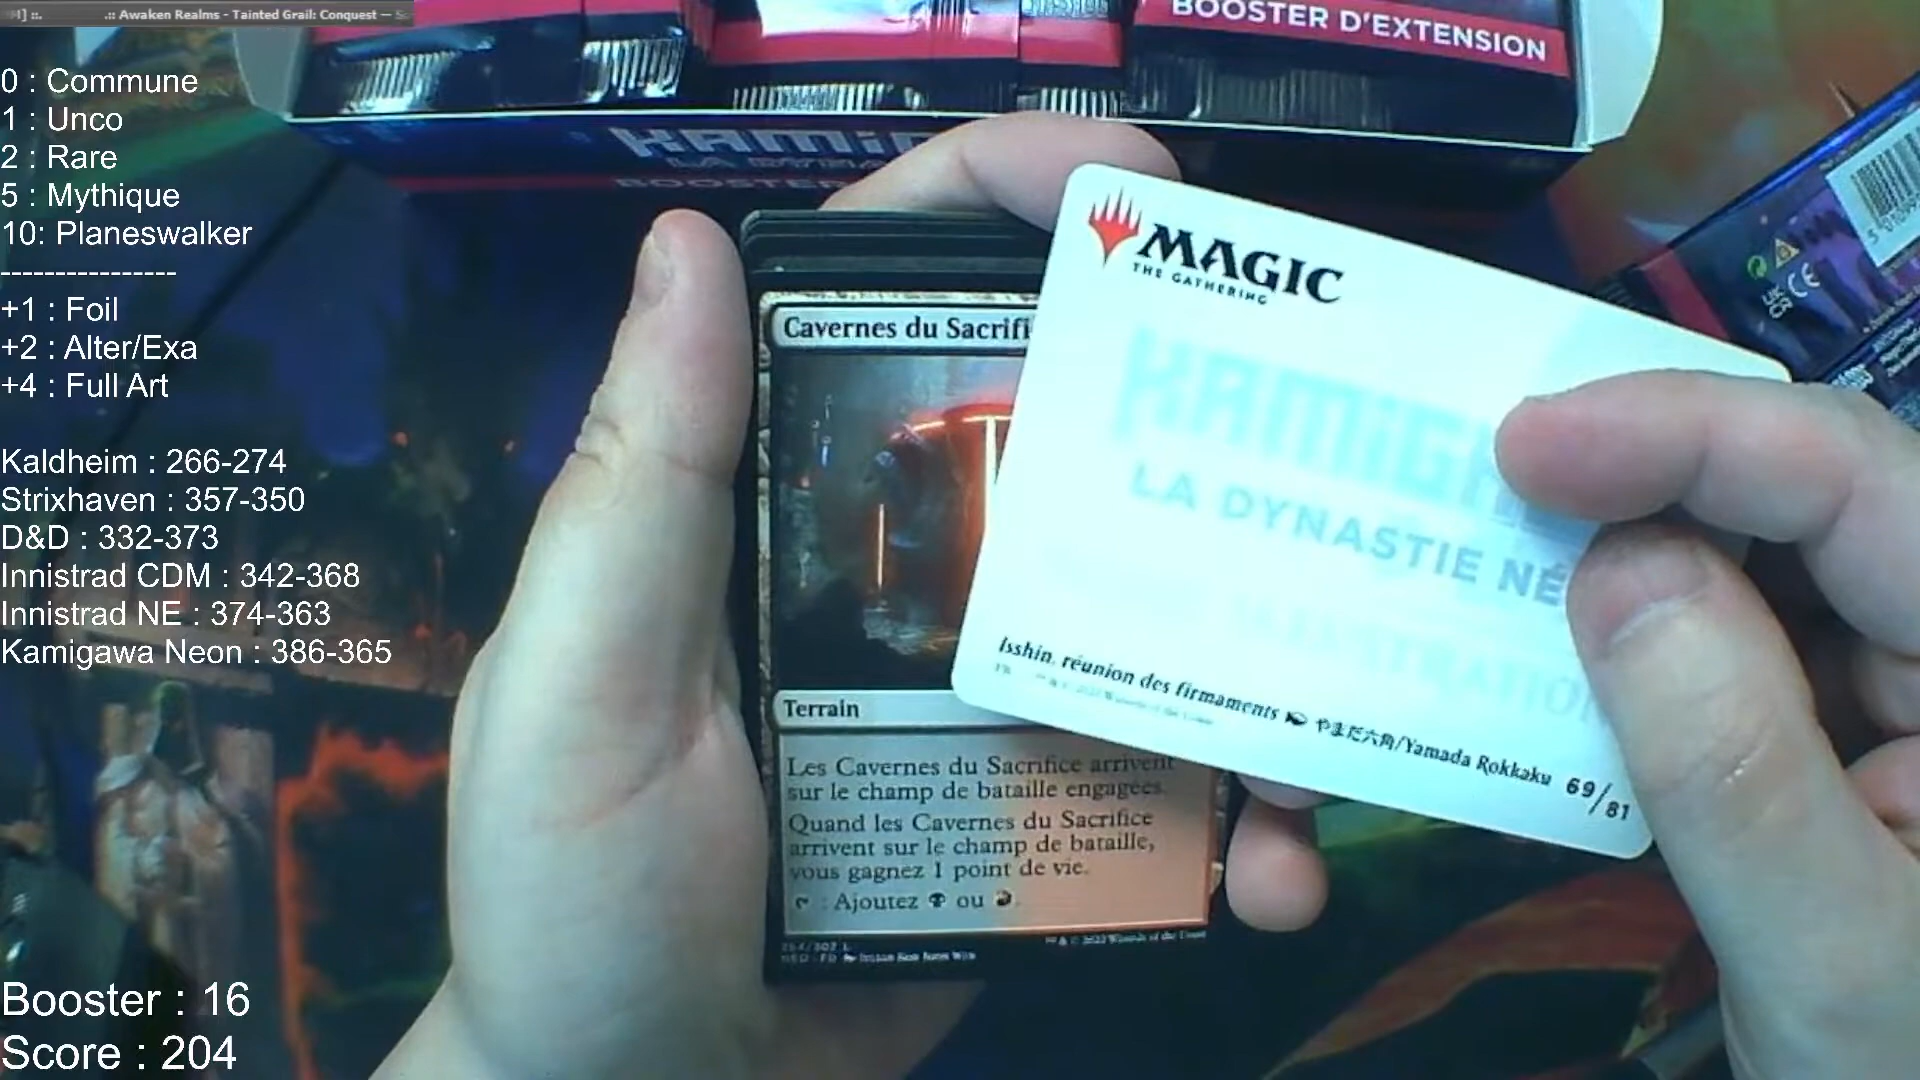 .:: Awaken Realms - Tainted Grail: Conquest —
0 : Commune
1 : Unco
2 : Rare
5 : Mythique
10: Planeswalker
----------------
+1 : Foil
+2 : Alter/Exa
+4 : Full Art
Kaldheim : 266-274
Strixhaven : 357-350
D&D : 332-373
Innistrad CDM : 342-368
Innistrad NE : 374-363
Kamigawa Neon : 386-365
Booster : 16
Score : 204
BOOSTER D'EXTENSION
KAMIG
LA DYNA
BOOSTER
Cavernes du Sacrifi
Terrain
Les Cavernes du Sacrifice arrivent
sur le champ de bataille engagées.
Quand les Cavernes du Sacrifice
arrivent sur le champ de bataille,
vous gagnez 1 point de vie.
: Ajoutez ou .
MAGIC
THE GATHERING
KAMIG
LA DYNASTIE NÉ
Isshin, réunion des firmaments やまだ六角/Yamada Rokkaku 69/81